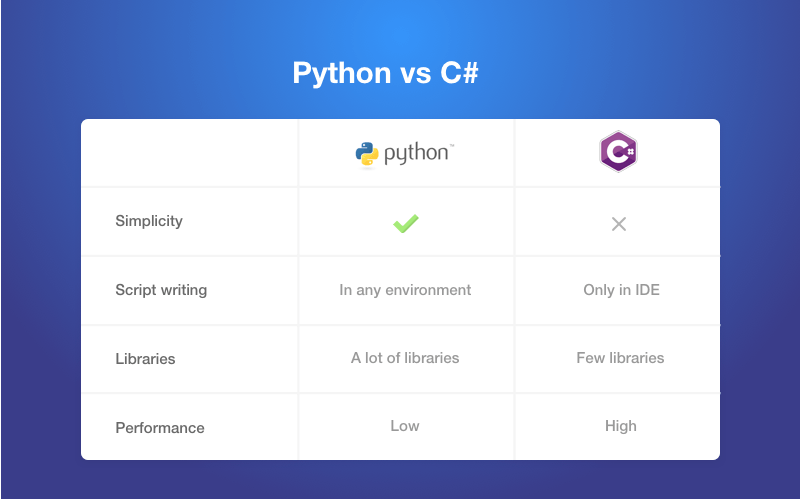 Python vs C#
python™
C#
Simplicity
Script writing In any environment Only in IDE
Libraries A lot of libraries Few libraries
Performance Low High